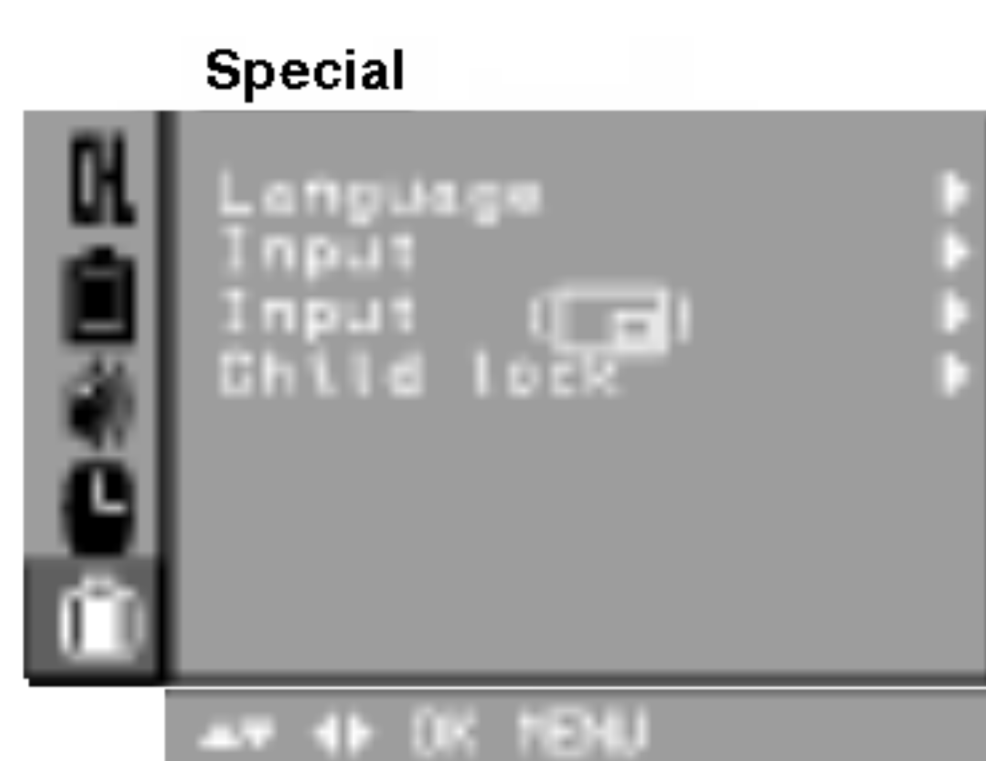 Special
Language
Input
Input
Child lock
OK MENU